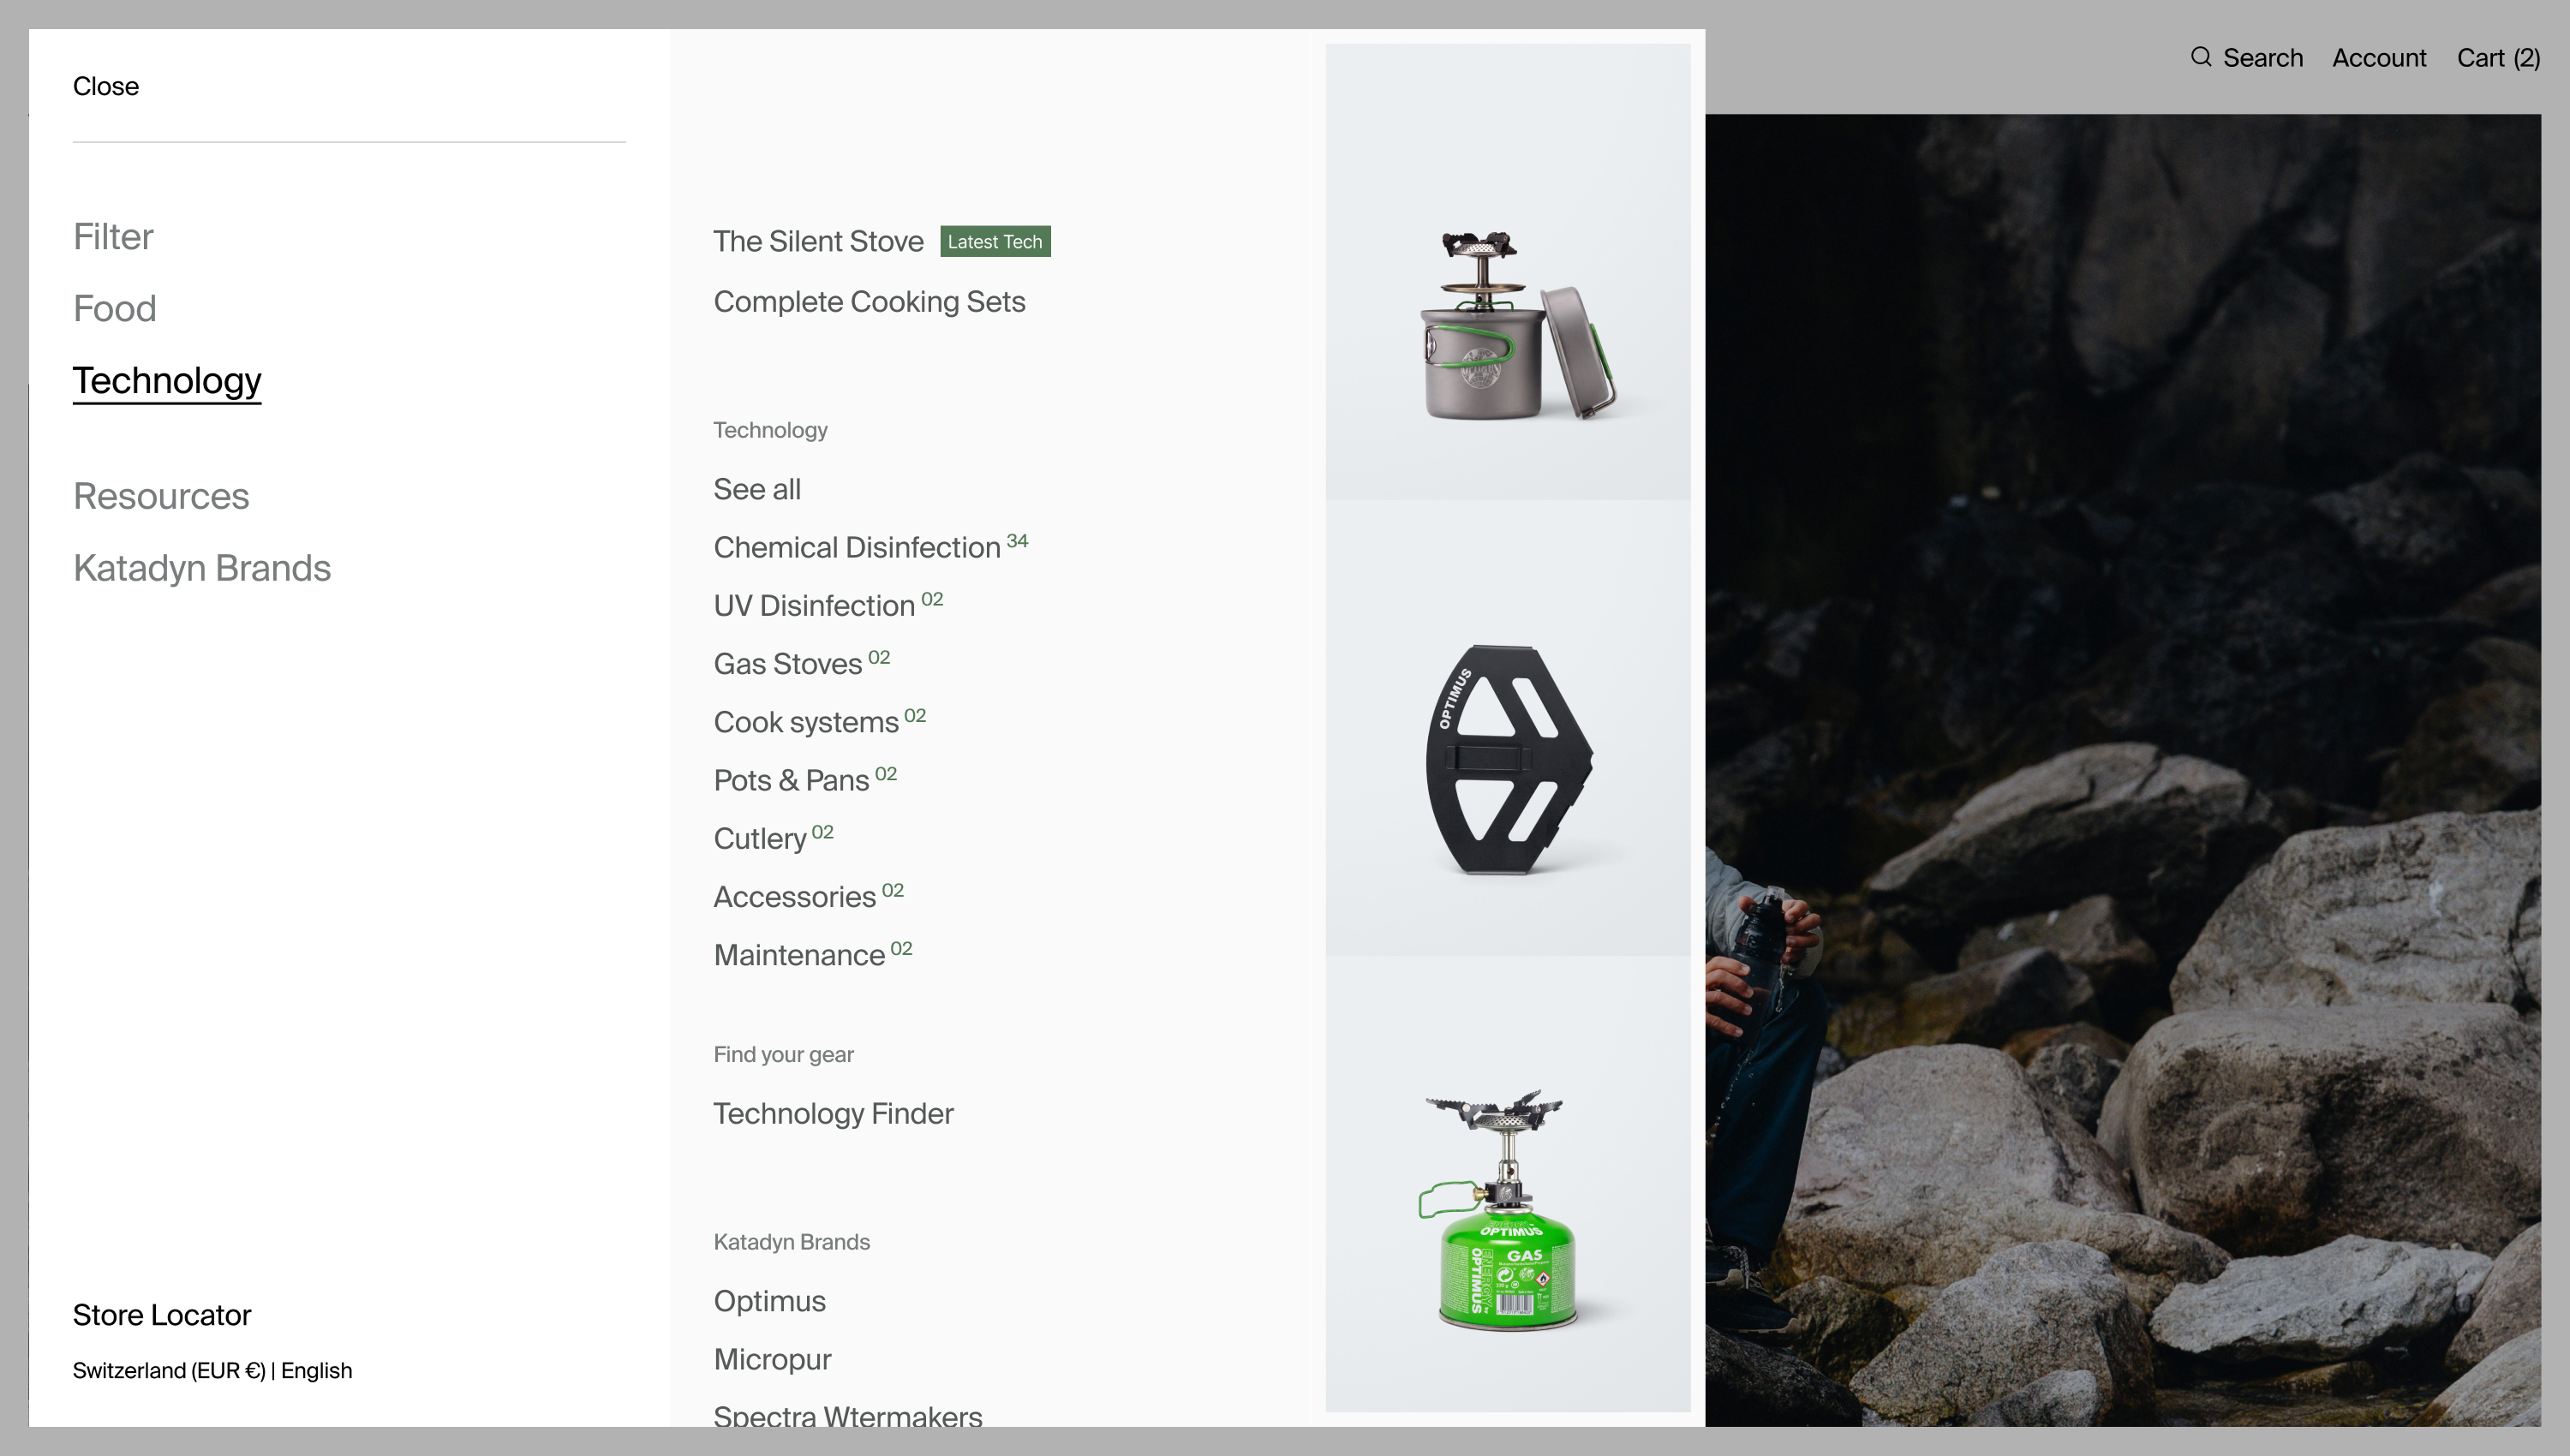 Close
Filter
Food
Technology
Resources
Katadyn Brands
Store Locator
Switzerland (EUR €) | English
The Silent Stove Latest Tech
Complete Cooking Sets
Technology
See all
Chemical Disinfection 34
UV Disinfection 02
Gas Stoves 02
Cook systems 02
Pots & Pans 02
Cutlery 02
Accessories 02
Maintenance 02
Find your gear
Technology Finder
Katadyn Brands
Optimus
Micropur
Spectra Wtermakers
OPTIMUS
OPTIMUS
GAS
OPTIMUS
ENERGY
Search Account Cart (2)